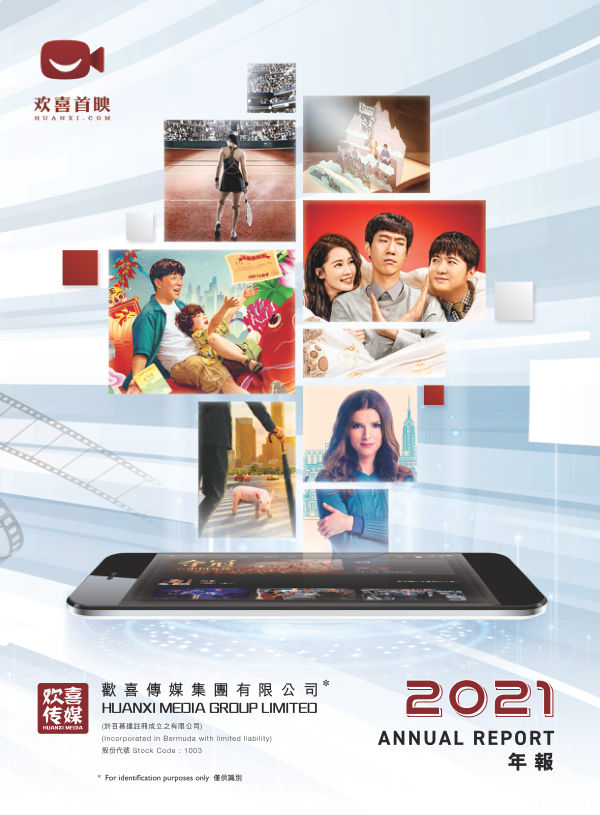 欢喜首映
HUANXI.COM
夺冠
欢喜传媒
HUANXI MEDIA
歡喜傳媒集團有限公司*
HUANXI MEDIA GROUP LIMITED
(於百慕達註冊成立之有限公司)
(Incorporated in Bermuda with limited liability)
股份代號 Stock Code : 1003
* For identification purposes only 僅供識別
2021
ANNUAL REPORT
年報